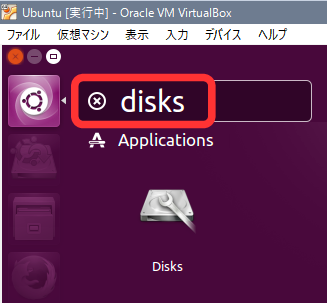 Ubuntu [実行中] - Oracle VM VirtualBox
ファイル 仮想マシン 表示 入力 デバイス ヘルプ
disks
Applications
Disks